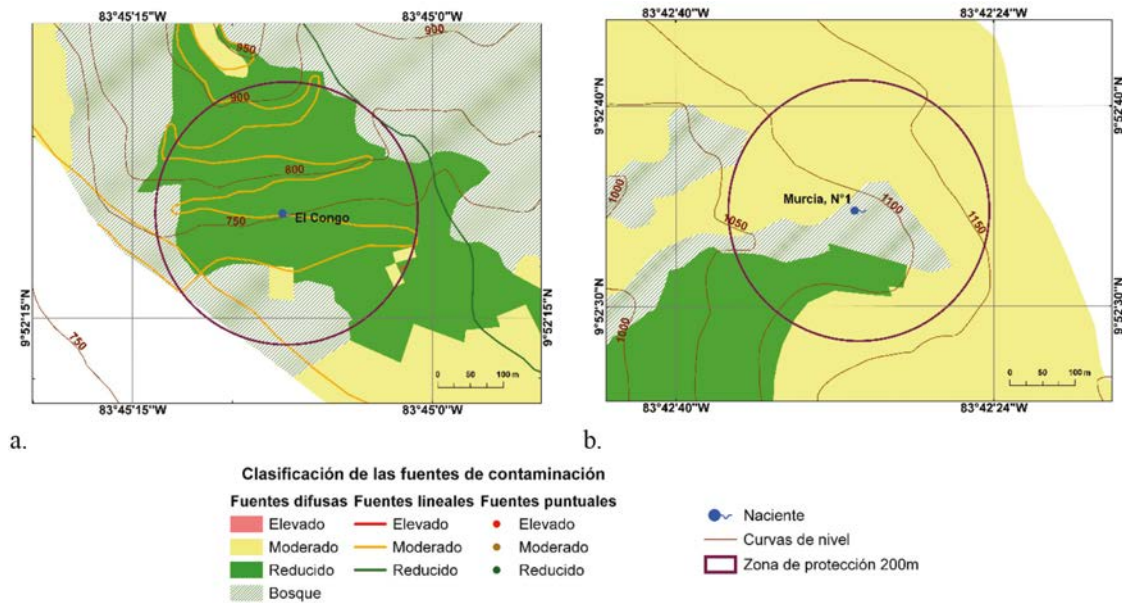 83°45'15"W 83°45'0"W
83°42'40"W 83°42'24"W
900
950
900
800
750
El Congo
750
9°52'15"N 9°52'15"N
0 50 100 m
83°45'15"W 83°45'0"W
a.
9°52'40"N 9°52'40"N
1000
Murcia, N°1
1100
1050
1150
9°52'30"N 9°52'30"N
1000
0 50 100 m
83°42'40"W 83°42'24"W
b.
Clasificación de las fuentes de contaminación
Fuentes difusas Fuentes lineales Fuentes puntuales
Elevado Elevado Elevado
Moderado Moderado Moderado
Reducido Reducido Reducido
Bosque
Naciente
Curvas de nivel
Zona de protección 200m